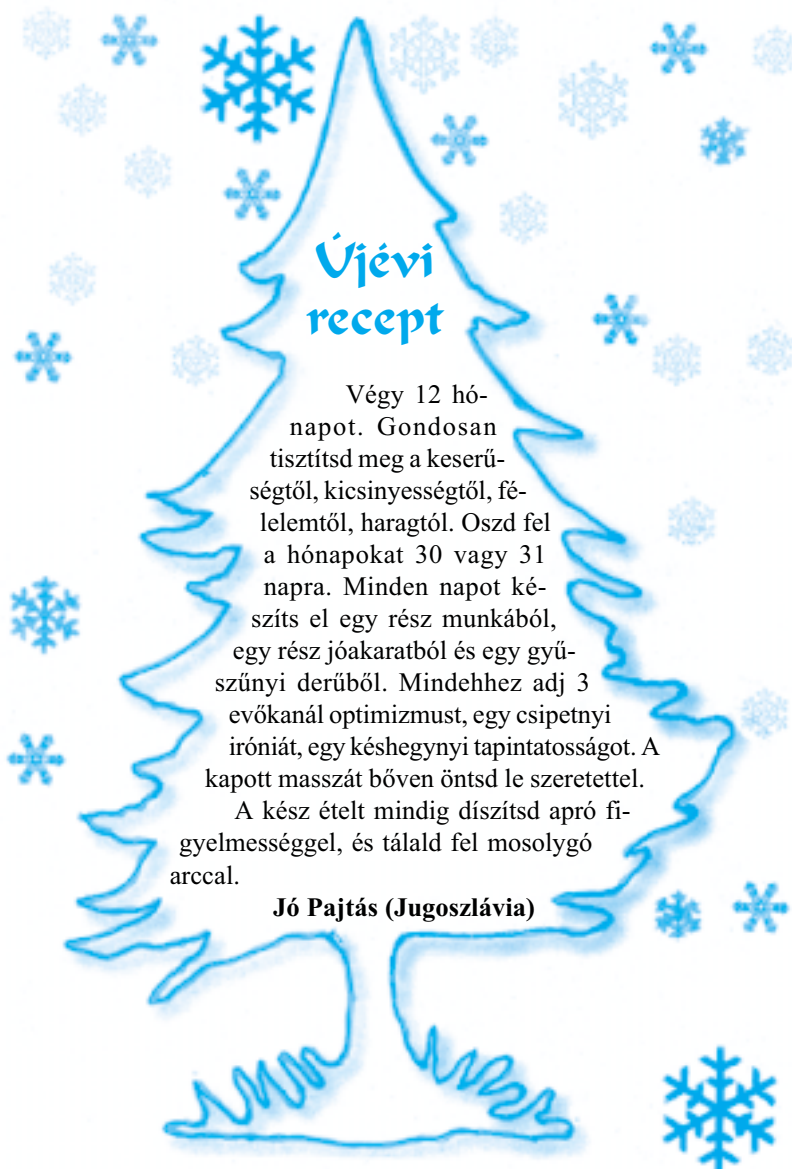 Újévi
recept
Végy 12 hó-
napot. Gondosan
tisztítsd meg a keserű-
ségtől, kicsinyességtől, fé-
lelemtől, haragtól. Oszd fel
a hónapokat 30 vagy 31
napra. Minden napot ké-
szíts el egy rész munkából,
egy rész jóakaratból és egy gyű-
szűnyi derűből. Mindehhez adj 3
evőkanál optimizmust, egy csipetnyi
iróniát, egy késhegynyi tapintatosságot. A
kapott masszát bőven öntsd le szeretettel.
A kész ételt mindig díszítsd apró fi-
gyelmességgel, és tálald fel mosolygó
arccal.
Jó Pajtás (Jugoszlávia)